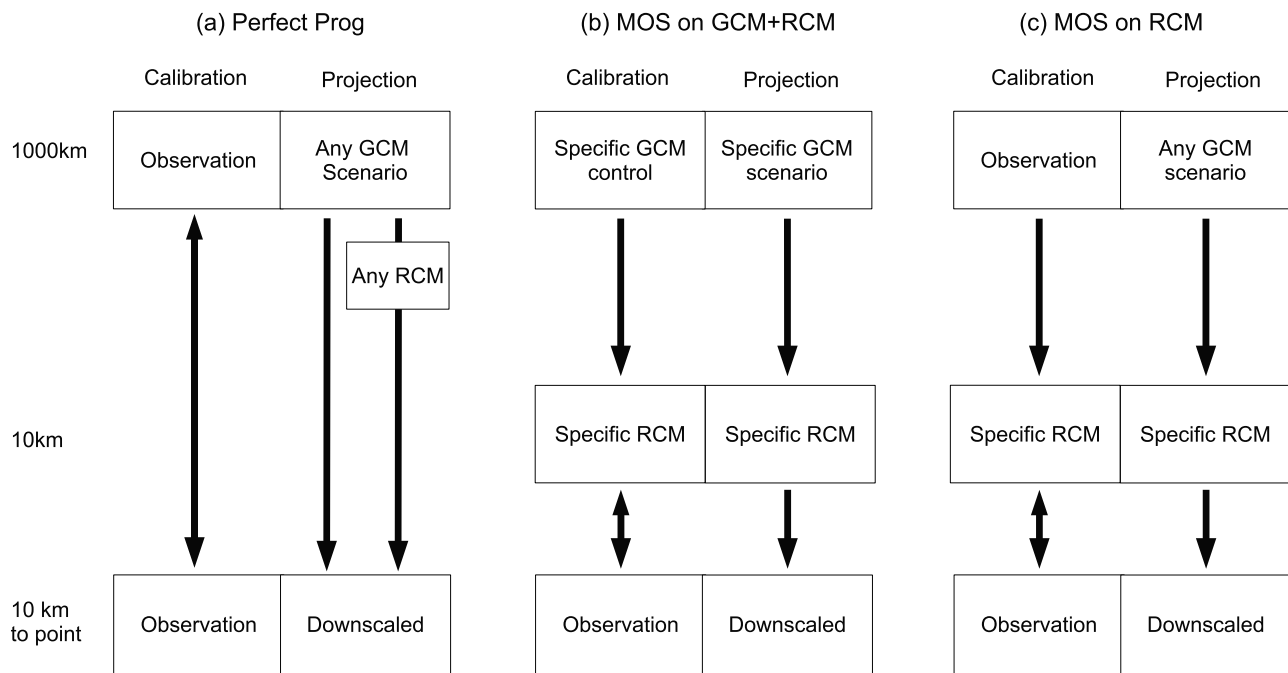 (a) Perfect Prog
(b) MOS on GCM+RCM
(c) MOS on RCM
Calibration
Projection
Calibration
Projection
Calibration
Projection
1000km
Observation
Any GCM
Scenario
Specific GCM
control
Specific GCM
scenario
Observation
Any GCM
scenario
Any RCM
10km
Specific RCM
Specific RCM
Specific RCM
Specific RCM
10 km
to point
Observation
Downscaled
Observation
Downscaled
Observation
Downscaled